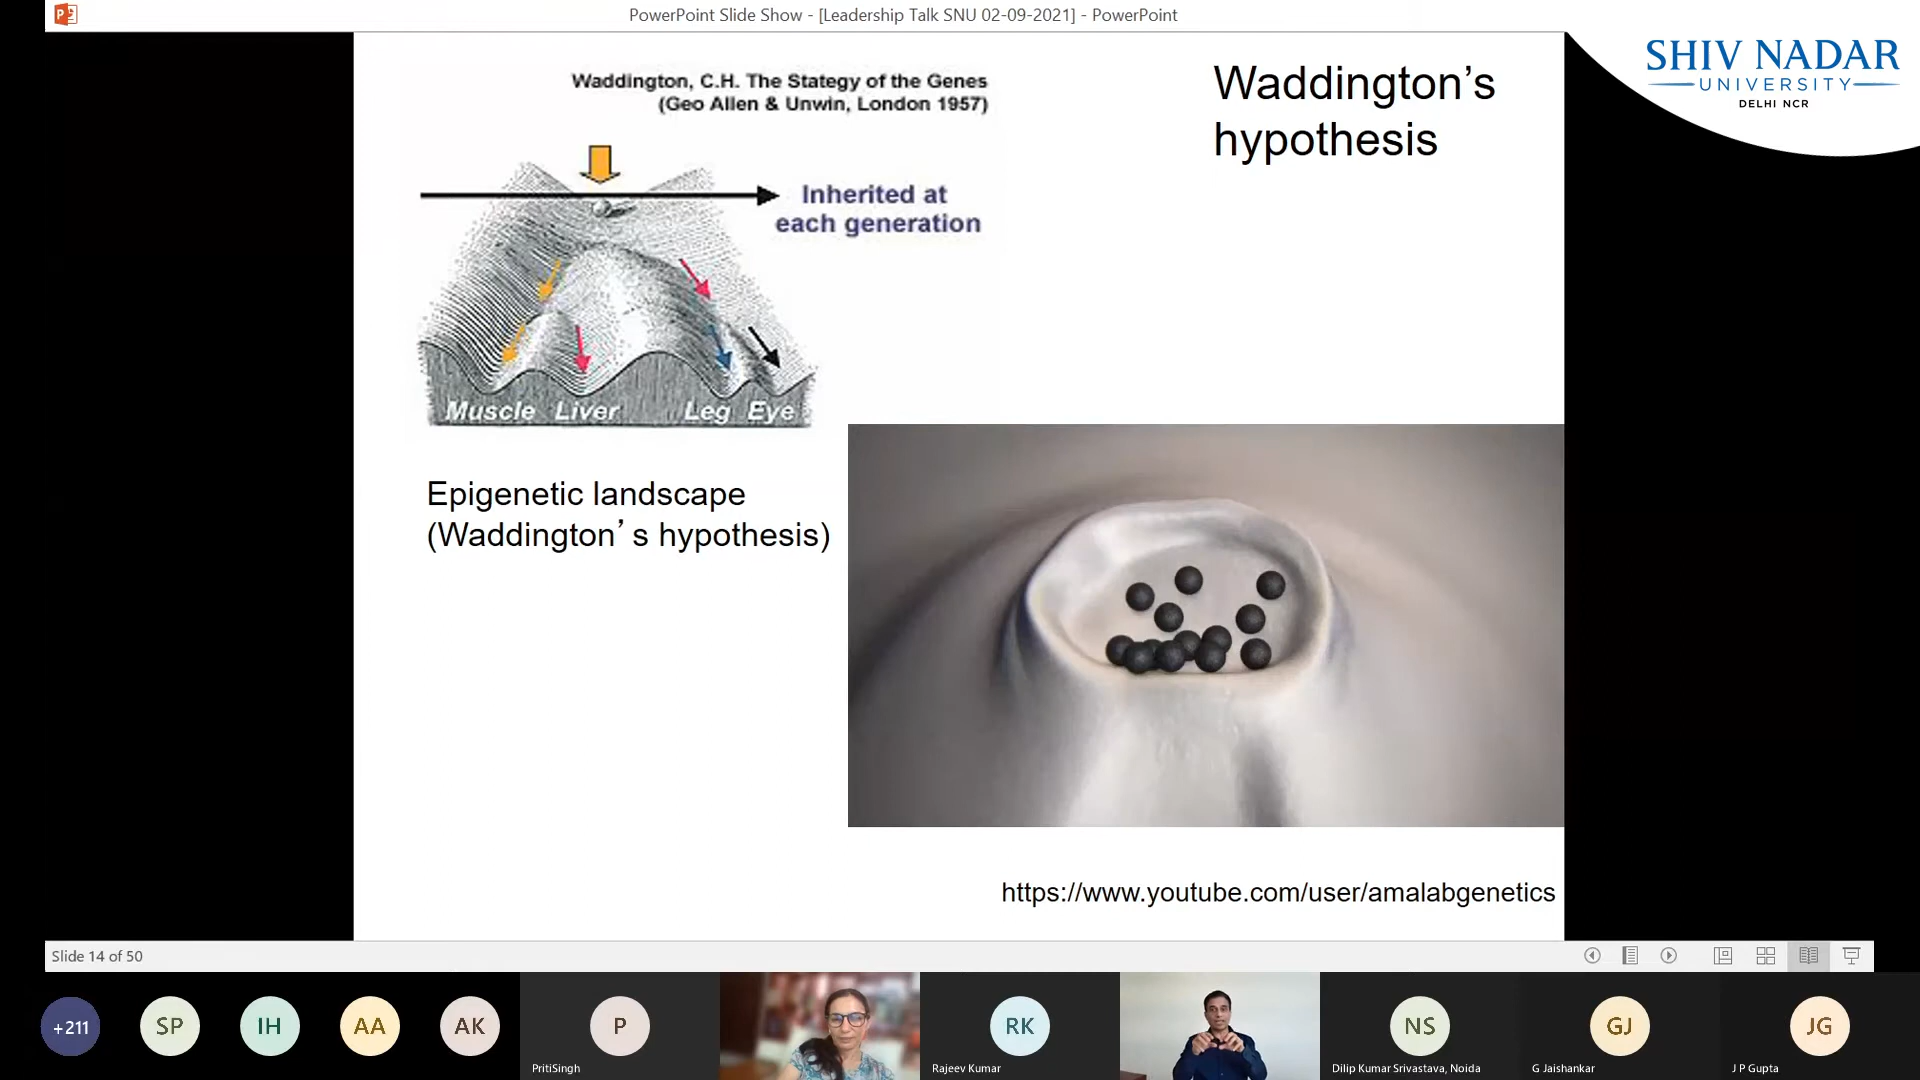 PowerPoint Slide Show - [Leadership Talk SNU 02-09-2021] - PowerPoint
SHIV NADAR
UNIVERSITY
DELHI NCR
Waddington, C.H. The Stategy of the Genes
(Geo Allen & Unwin, London 1957)
Waddington’s
hypothesis
Inherited at
each generation
Muscle Liver Leg Eye
Epigenetic landscape
(Waddington’s hypothesis)
https://www.youtube.com/user/amalabgenetics
Slide 14 of 50
+211
SP
IH
AA
AK
P
PritiSingh
RK
Rajeev Kumar
NS
Dilip Kumar Srivastava, Noida
GJ
G Jaishankar
JG
J P Gupta